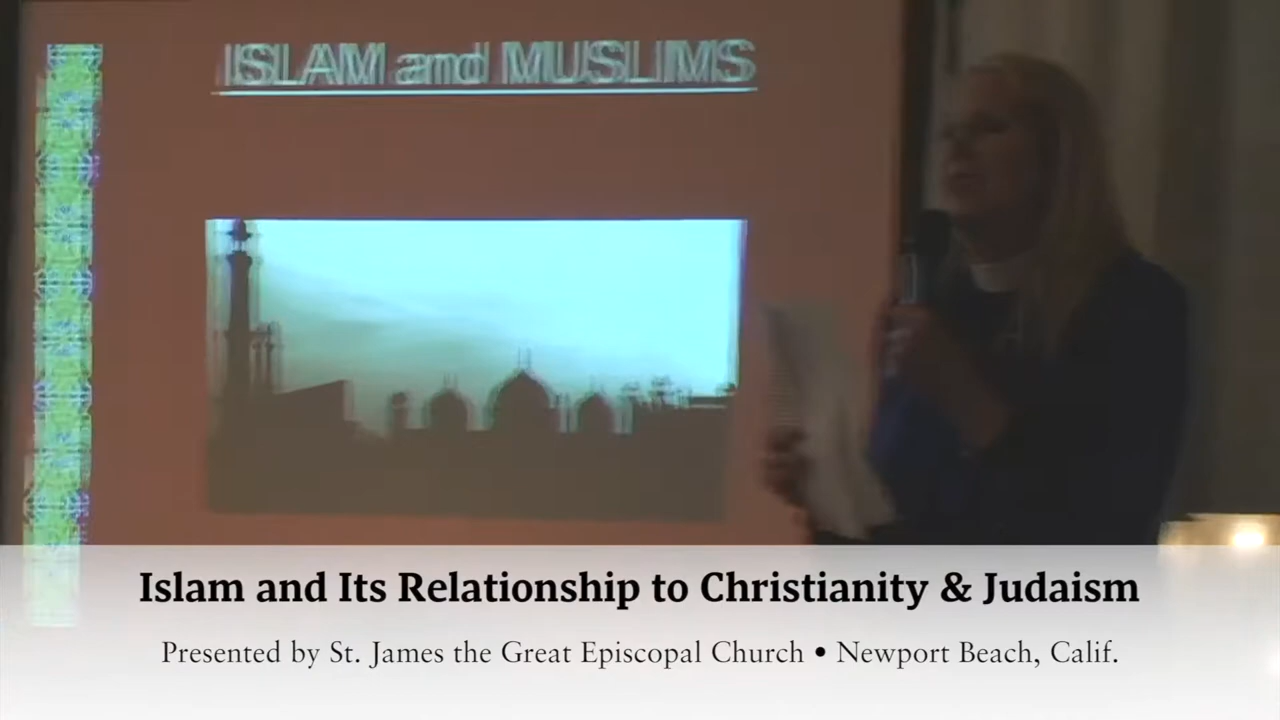 ISLAM and MUSLIMS
Islam and Its Relationship to Christianity & Judaism
Presented by St. James the Great Episcopal Church • Newport Beach, Calif.